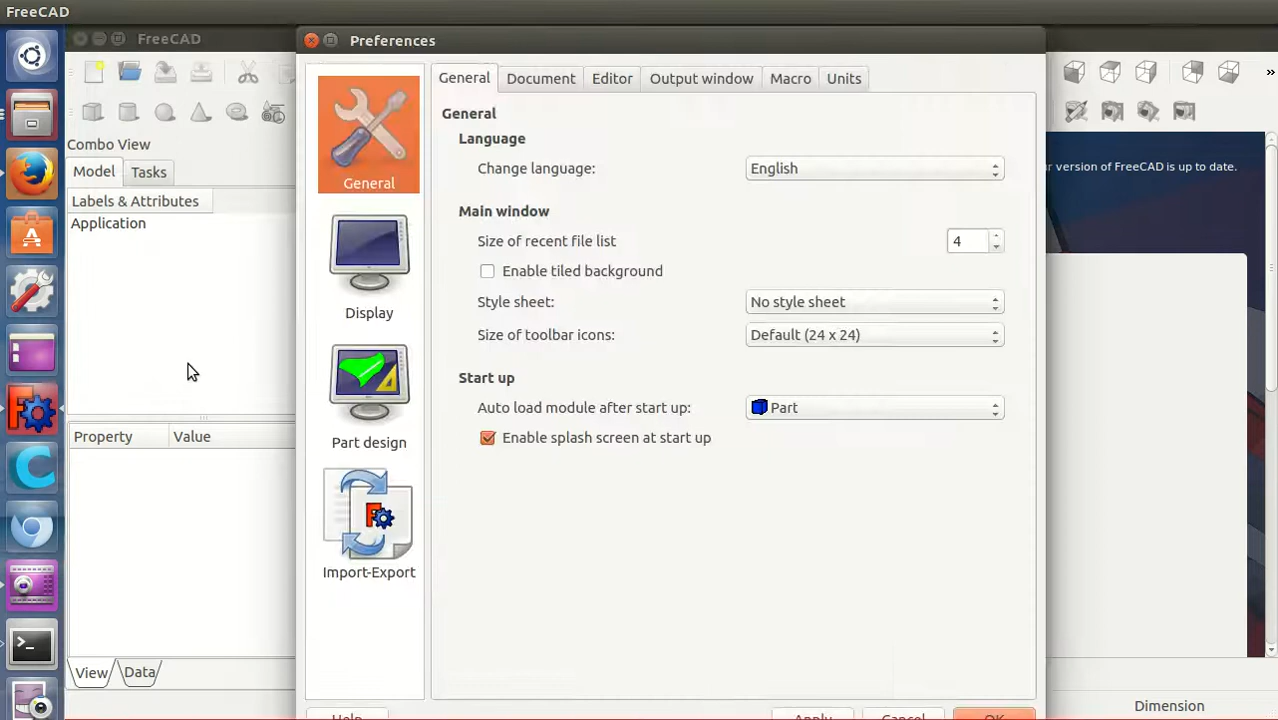 FreeCAD
FreeCAD
Preferences
Combo View
Model Tasks
Labels & Attributes
Application
Property Value
View Data
General
Display
Part design
Import-Export
General Document Editor Output window Macro Units
General
Language
Change language: English
Main window
Size of recent file list 4
Enable tiled background
Style sheet: No style sheet
Size of toolbar icons: Default (24 x 24)
Start up
Auto load module after start up: Part
Enable splash screen at start up
Help Apply Cancel OK
r version of FreeCAD is up to date.
»
Dimension